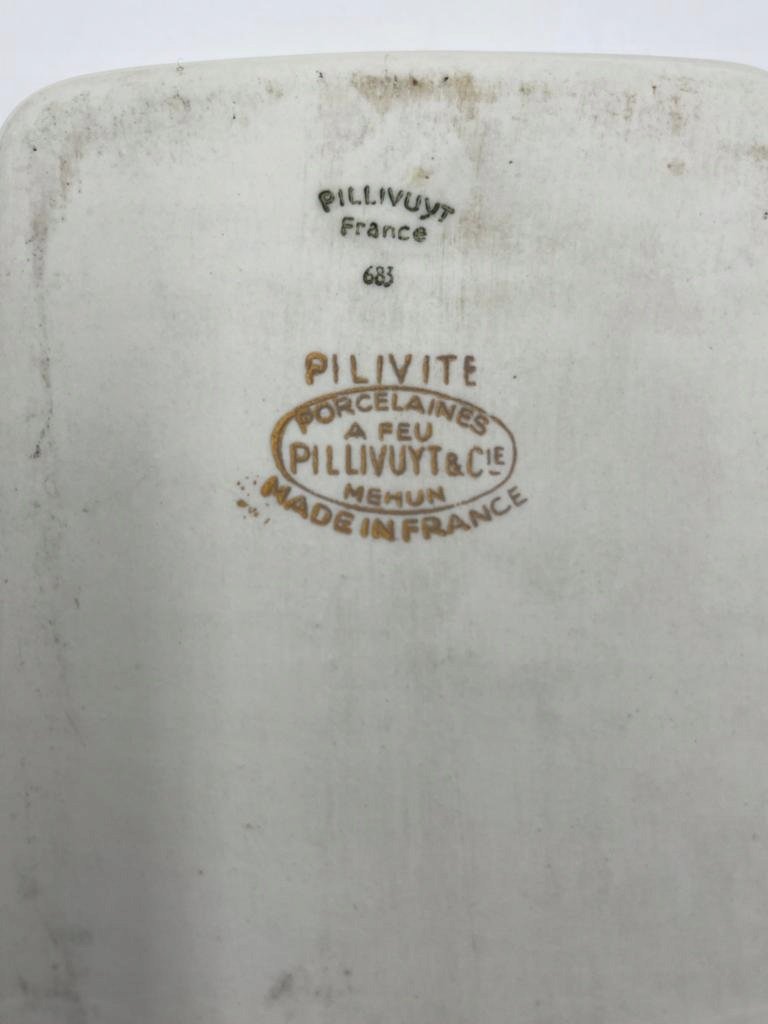 PILLIVUYT
France
683
PILIVITE
PORCELAINES
A FEU
PILLIVUYT & CIE
MEHUN
MADE IN FRANCE